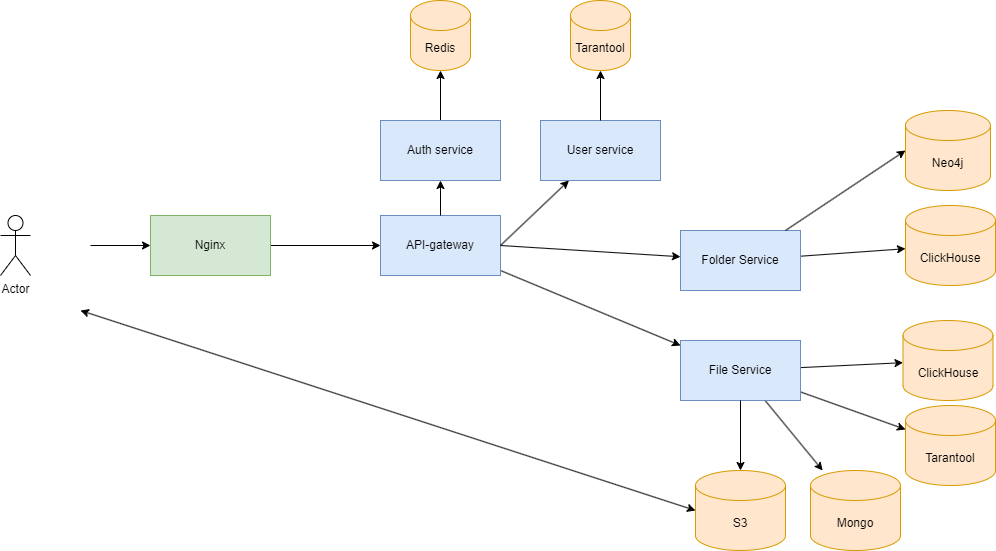 Redis
Tarantool
Auth service
User service
Neo4j
Nginx
API-gateway
Folder Service
ClickHouse
Actor
File Service
ClickHouse
Tarantool
S3
Mongo